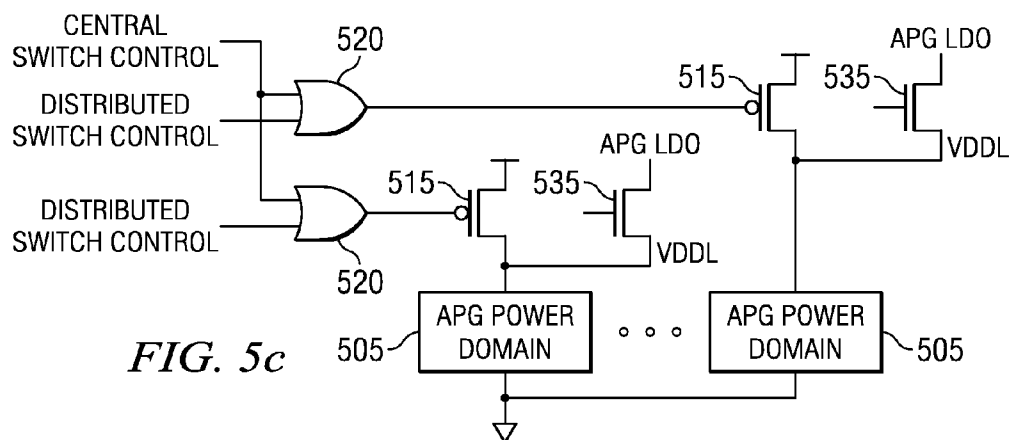 CENTRAL
SWITCH CONTROL
520
515
APG LDO
535
DISTRIBUTED
SWITCH CONTROL
VDDL
APG LDO
515
535
DISTRIBUTED
SWITCH CONTROL
520
VDDL
APG POWER
DOMAIN
505
APG POWER
DOMAIN
505
FIG. 5c